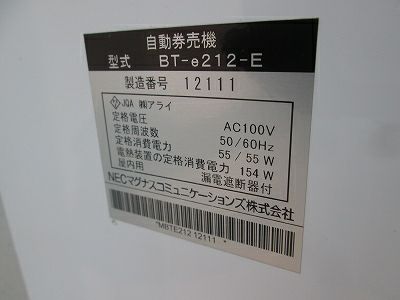 自動券売機
型式 BT-e212-E
製造番号 12111
JQA ㈱アライ
定格電圧 AC100V
定格周波数 50/60Hz
定格消費電力 55/55W
電熱装置の定格消費電力 154W
屋内用 漏電遮断器付
NECマグナスコミュニケーションズ株式会社
*MBTE212 12111 *